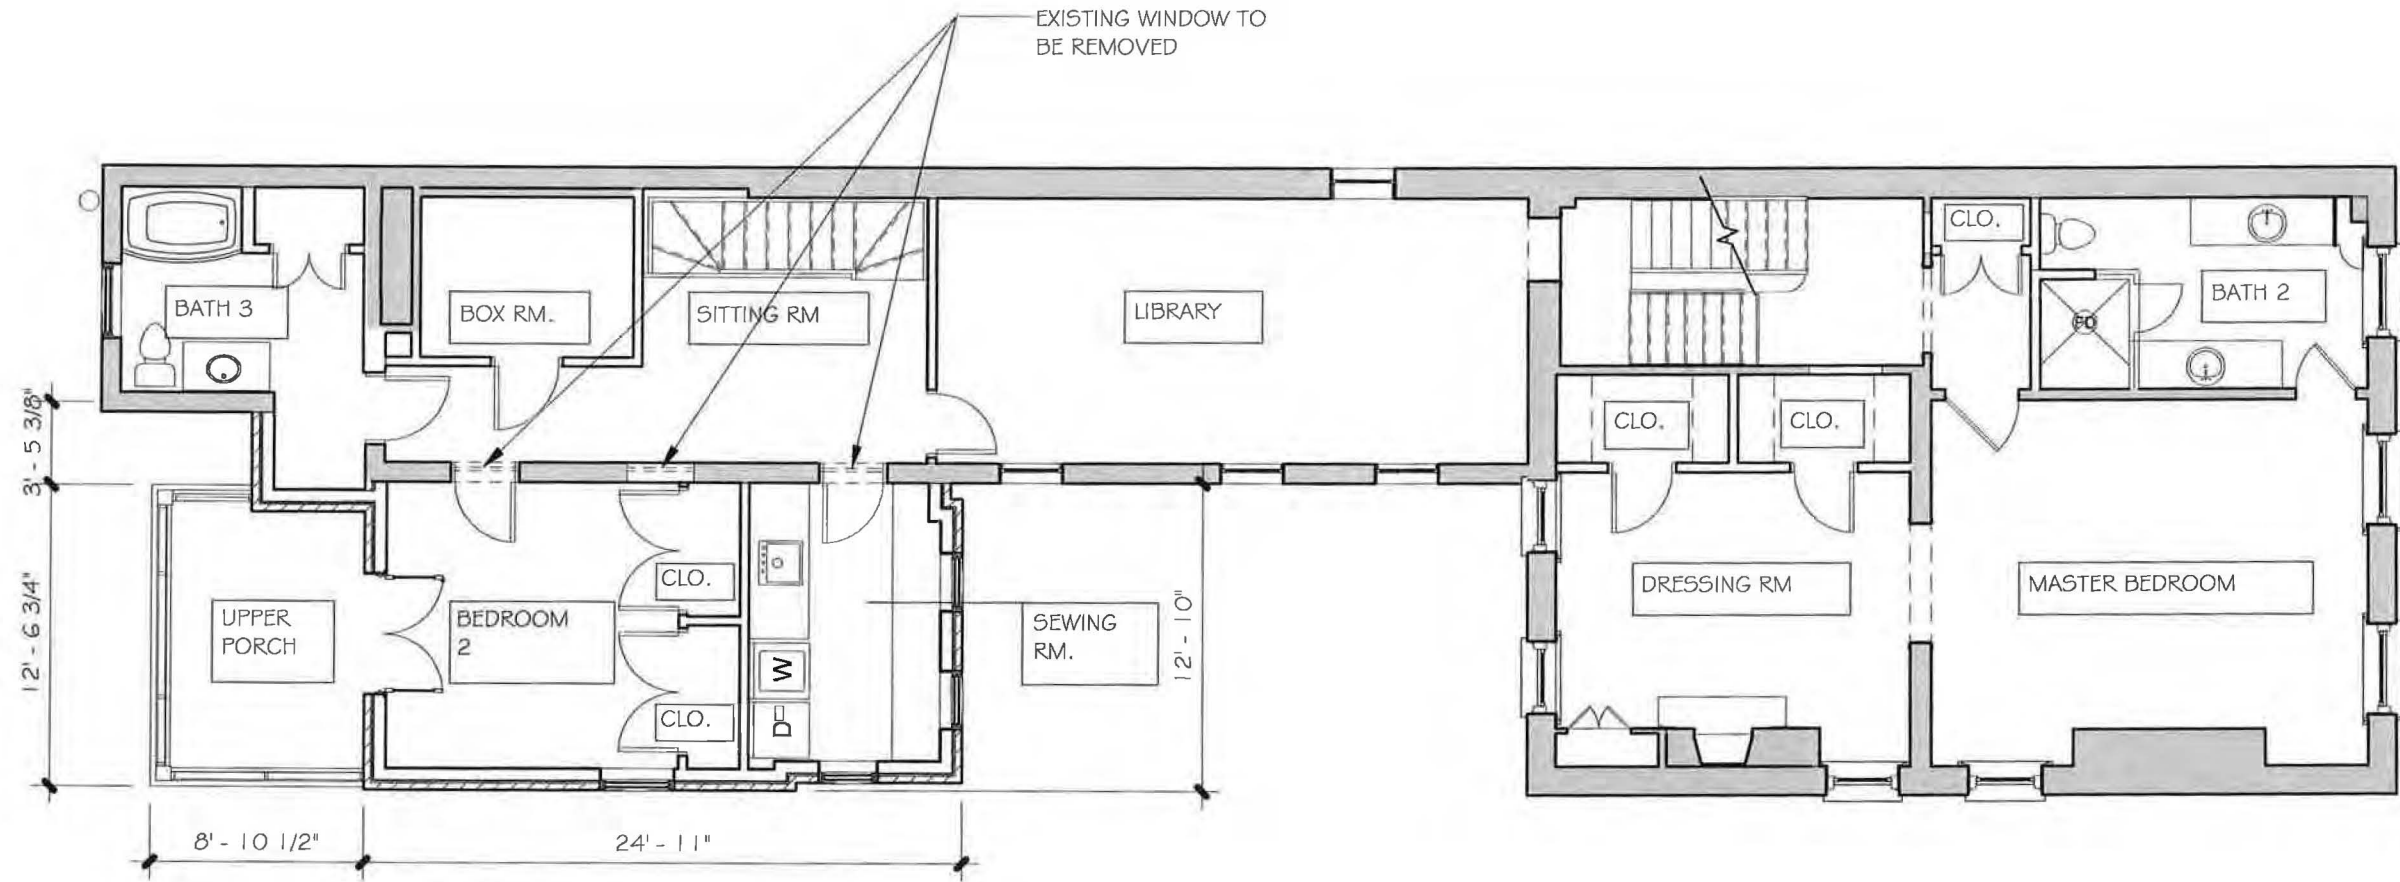 EXISTING WINDOW TO
BE REMOVED
CLO.
BATH 3
BOX RM.
SITTING RM
LIBRARY
BATH 2
3' - 5 3/8"
CLO.
CLO.
CLO.
UPPER
PORCH
BEDROOM
2
SEWING
RM.
DRESSING RM
MASTER BEDROOM
12' - 6 3/4"
12' - 10"
W
D
CLO.
8' - 10 1/2"
24' - 11"